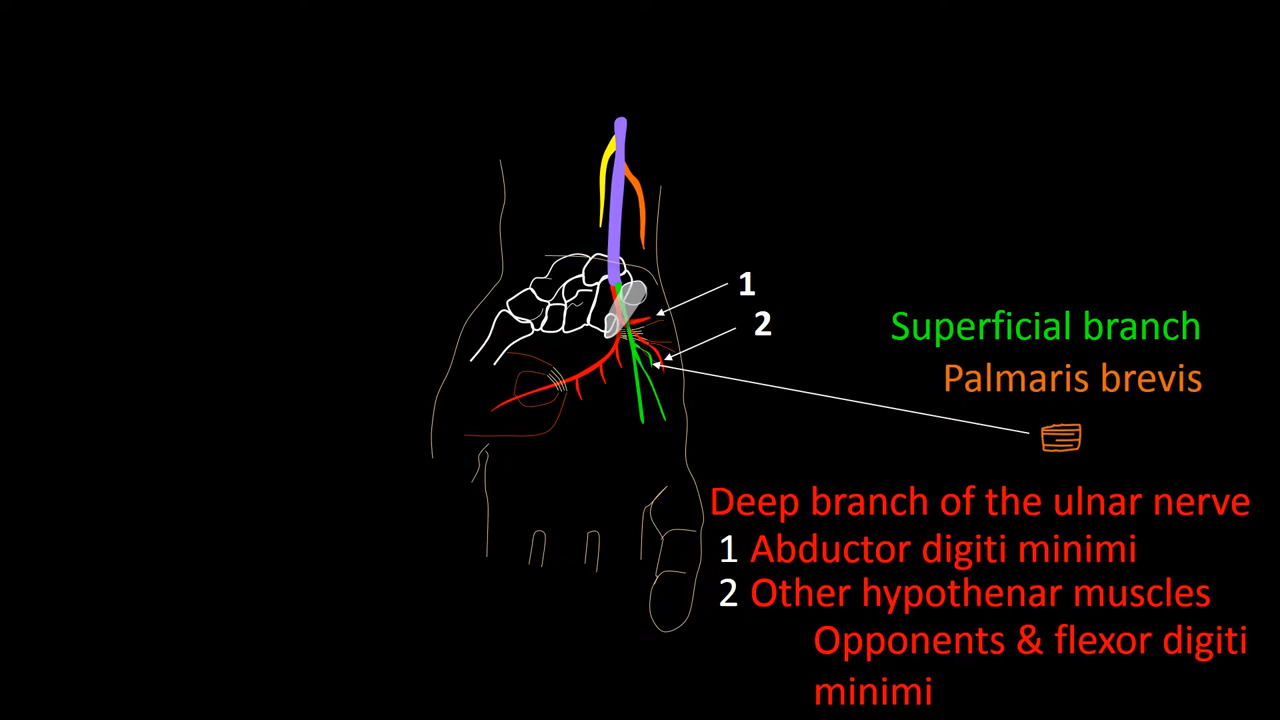 1
2
Superficial branch
Palmaris brevis
Deep branch of the ulnar nerve
1 Abductor digiti minimi
2 Other hypothenar muscles
Opponents & flexor digiti
minimi